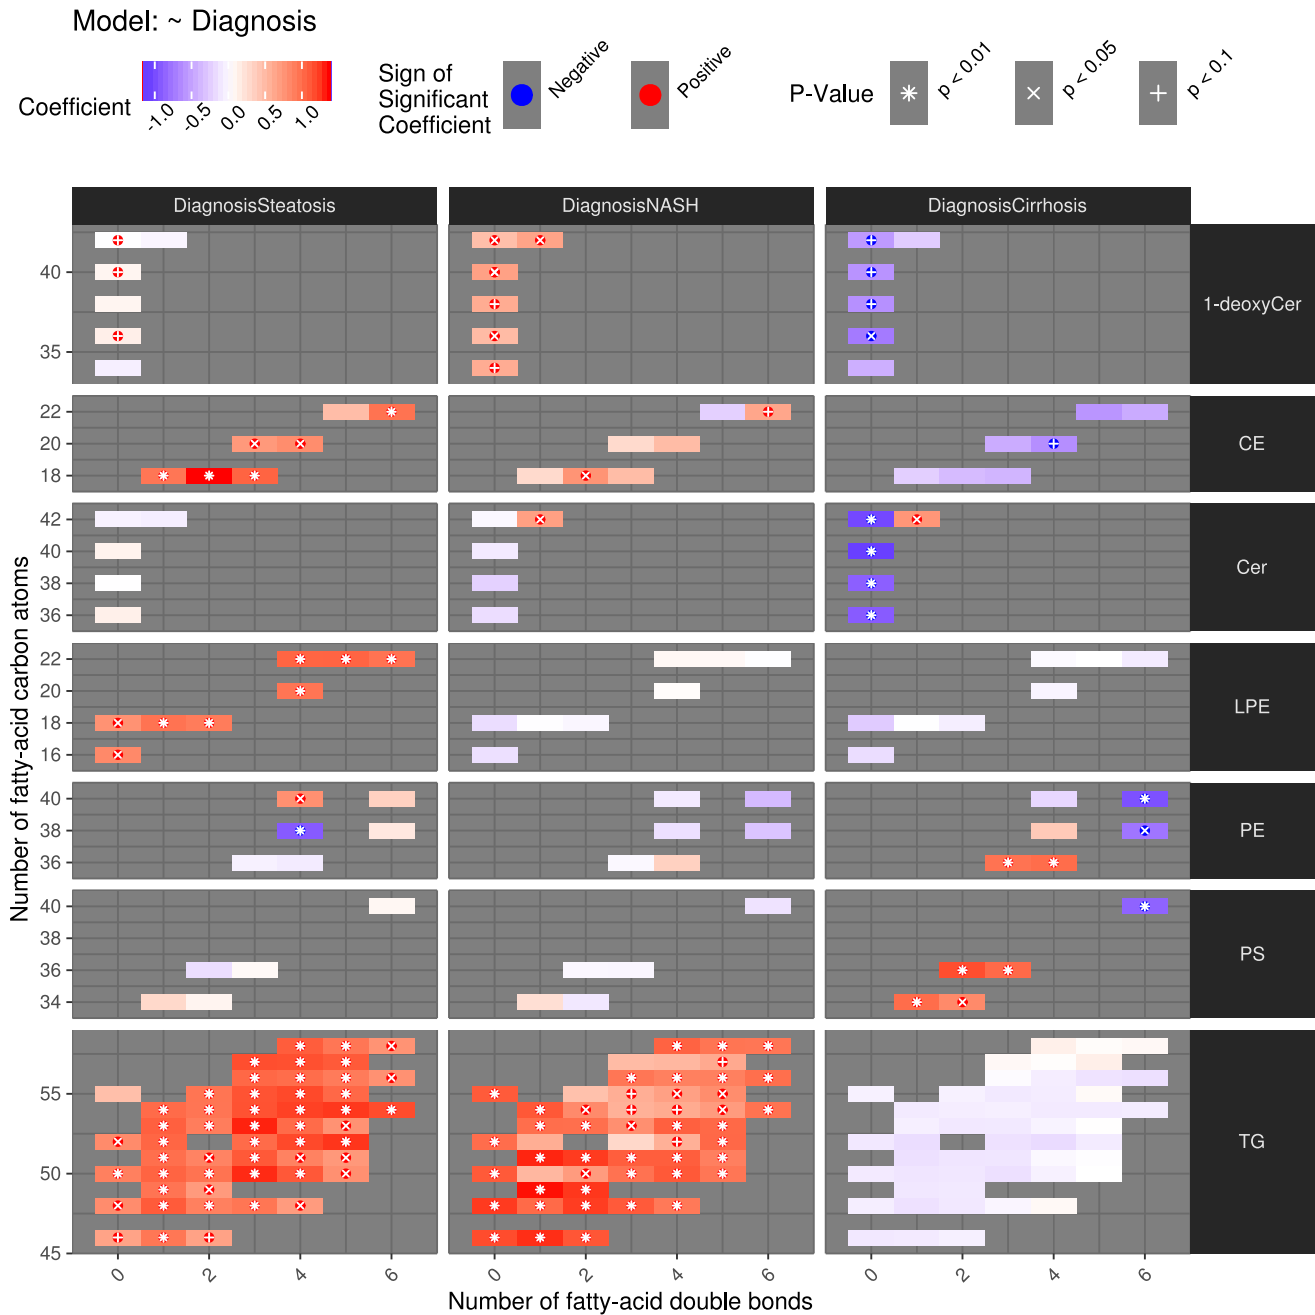 Model: ~ Diagnosis
Coefficient
-1.0
-0.5
0.0
0.5
1.0
Sign of
Significant
Coefficient
Negative
Positive
P-Value
p < 0.01
p < 0.05
p < 0.1
DiagnosisSteatosis
DiagnosisNASH
DiagnosisCirrhosis
40
35
1-deoxyCer
22
20
18
CE
42
40
38
36
Cer
22
20
18
16
LPE
40
38
36
PE
40
38
36
34
PS
55
50
45
TG
Number of fatty-acid carbon atoms
0
2
4
6
0
2
4
6
0
2
4
6
Number of fatty-acid double bonds